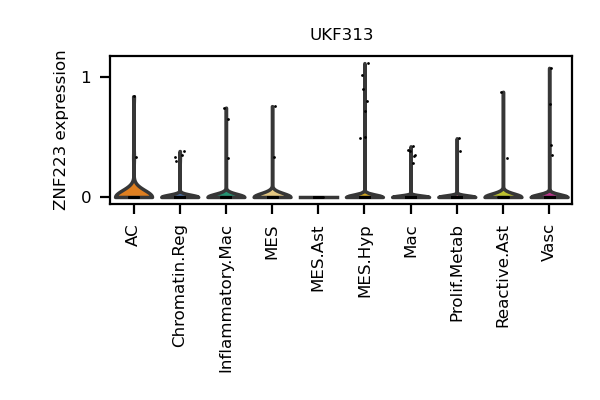 UKF313
ZNF223 expression
1
0
AC
Chromatin.Reg
Inflammatory.Mac
MES
MES.Ast
MES.Hyp
Mac
Prolif.Metab
Reactive.Ast
Vasc